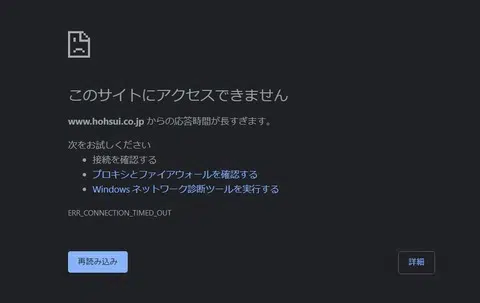 このサイトにアクセスできません
www.hohsui.co.jp からの応答時間が長すぎます。
次をお試しください
接続を確認する
プロキシとファイアウォールを確認する
Windows ネットワーク診断ツールを実行する
ERR_CONNECTION_TIMED_OUT
再読み込み
詳細